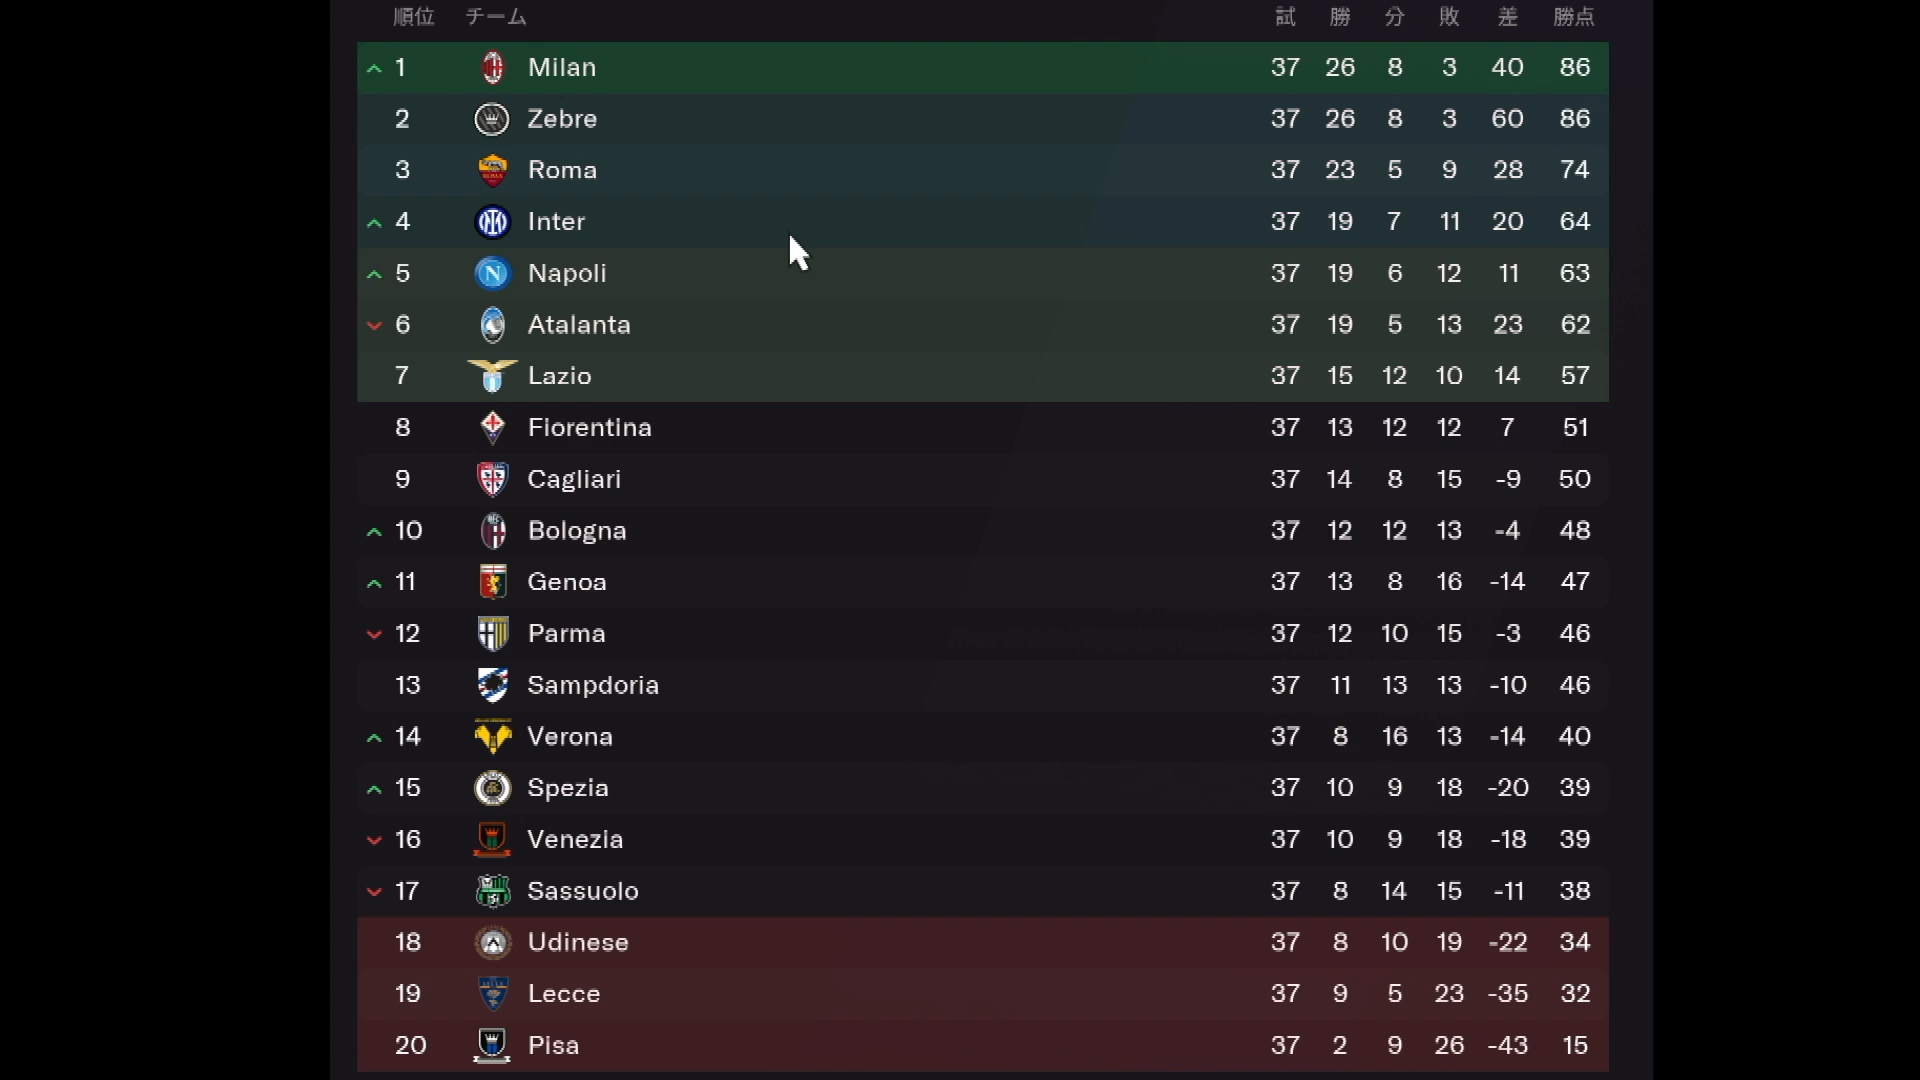 順位 チーム 試 勝 分 敗 差 勝点
1 Milan 37 26 8 3 40 86
2 Zebre 37 26 8 3 60 86
3 Roma 37 23 5 9 28 74
4 Inter 37 19 7 11 20 64
5 Napoli 37 19 6 12 11 63
6 Atalanta 37 19 5 13 23 62
7 Lazio 37 15 12 10 14 57
8 Fiorentina 37 13 12 12 7 51
9 Cagliari 37 14 8 15 -9 50
10 Bologna 37 12 12 13 -4 48
11 Genoa 37 13 8 16 -14 47
12 Parma 37 12 10 15 -3 46
13 Sampdoria 37 11 13 13 -10 46
14 Verona 37 8 16 13 -14 40
15 Spezia 37 10 9 18 -20 39
16 Venezia 37 10 9 18 -18 39
17 Sassuolo 37 8 14 15 -11 38
18 Udinese 37 8 10 19 -22 34
19 Lecce 37 9 5 23 -35 32
20 Pisa 37 2 9 26 -43 15